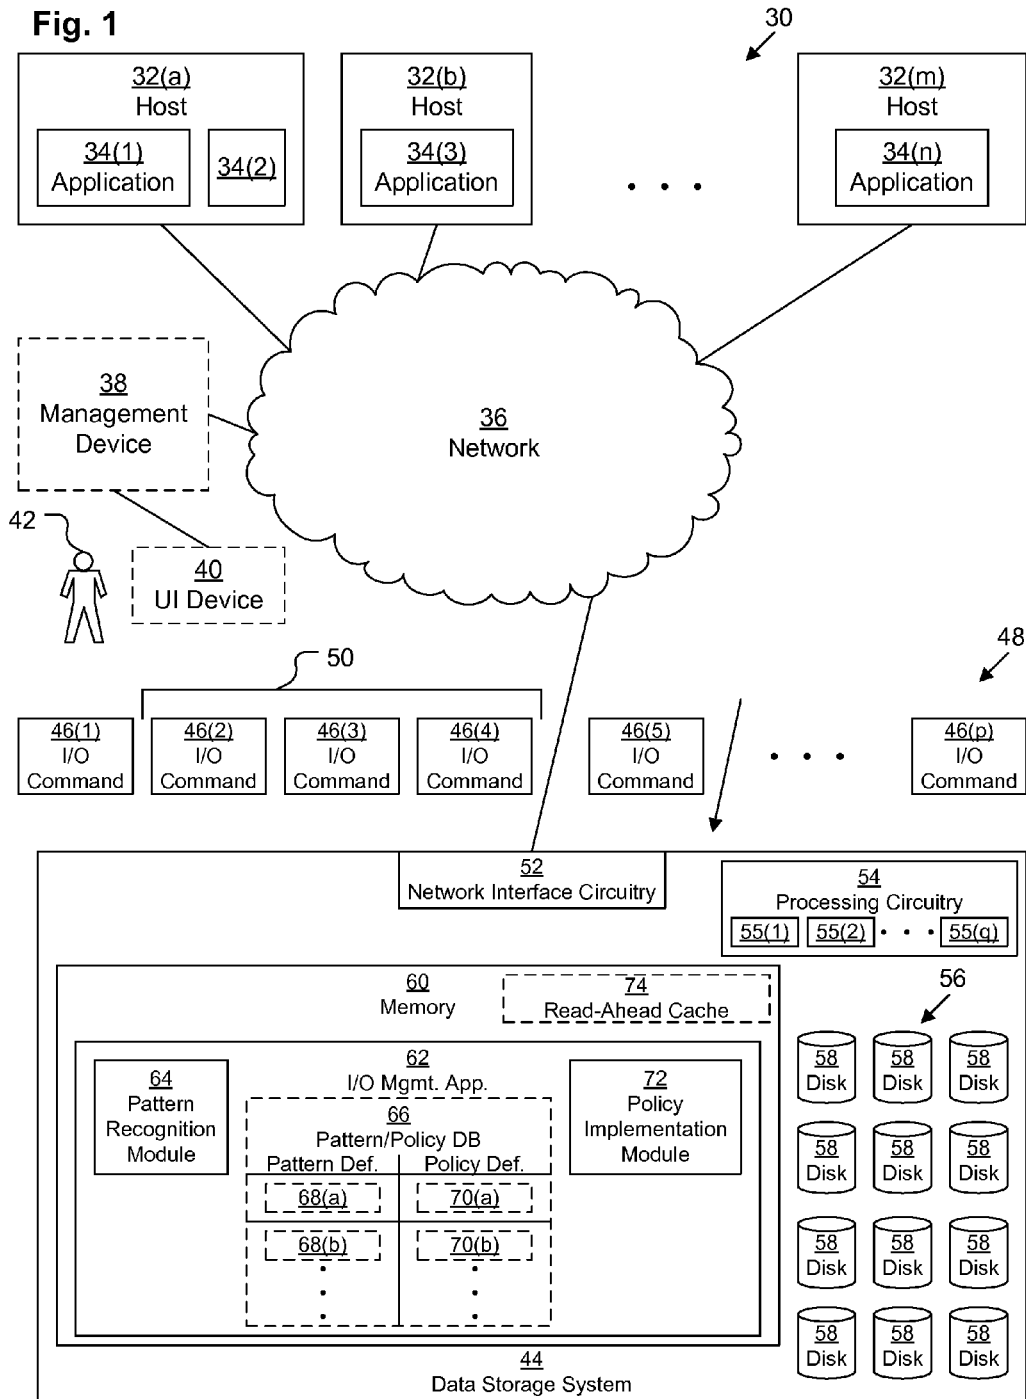 Fig. 1
30
32(a)
Host
34(1)
Application
34(2)
32(b)
Host
34(3)
Application
32(m)
Host
34(n)
Application
38
Management
Device
36
Network
42
40
UI Device
50
48
46(1)
I/O
Command
46(2)
I/O
Command
46(3)
I/O
Command
46(4)
I/O
Command
46(5)
I/O
Command
46(p)
I/O
Command
52
Network Interface Circuitry
54
Processing Circuitry
55(1)
55(2)
55(q)
60
Memory
74
Read-Ahead Cache
56
62
I/O Mgmt. App.
64
Pattern
Recognition
Module
66
Pattern/Policy DB
Pattern Def.
Policy Def.
68(a)
70(a)
68(b)
70(b)
72
Policy
Implementation
Module
58
Disk
58
Disk
58
Disk
58
Disk
58
Disk
58
Disk
58
Disk
58
Disk
58
Disk
58
Disk
58
Disk
58
Disk
44
Data Storage System